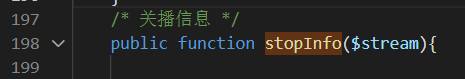 197 /* 关播信息 */
198 public function stopInfo($stream){
199